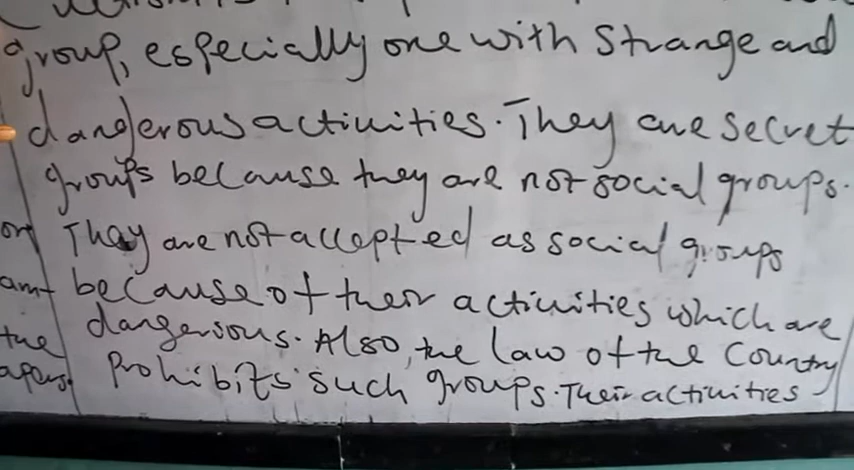 group, especially one with strange and
dangerous activities. They are secret
groups because they are not social groups.
They are not accepted as social groups
because of their activities which are
dangerous. Also, the law of the country
prohibits such groups. Their activities
the